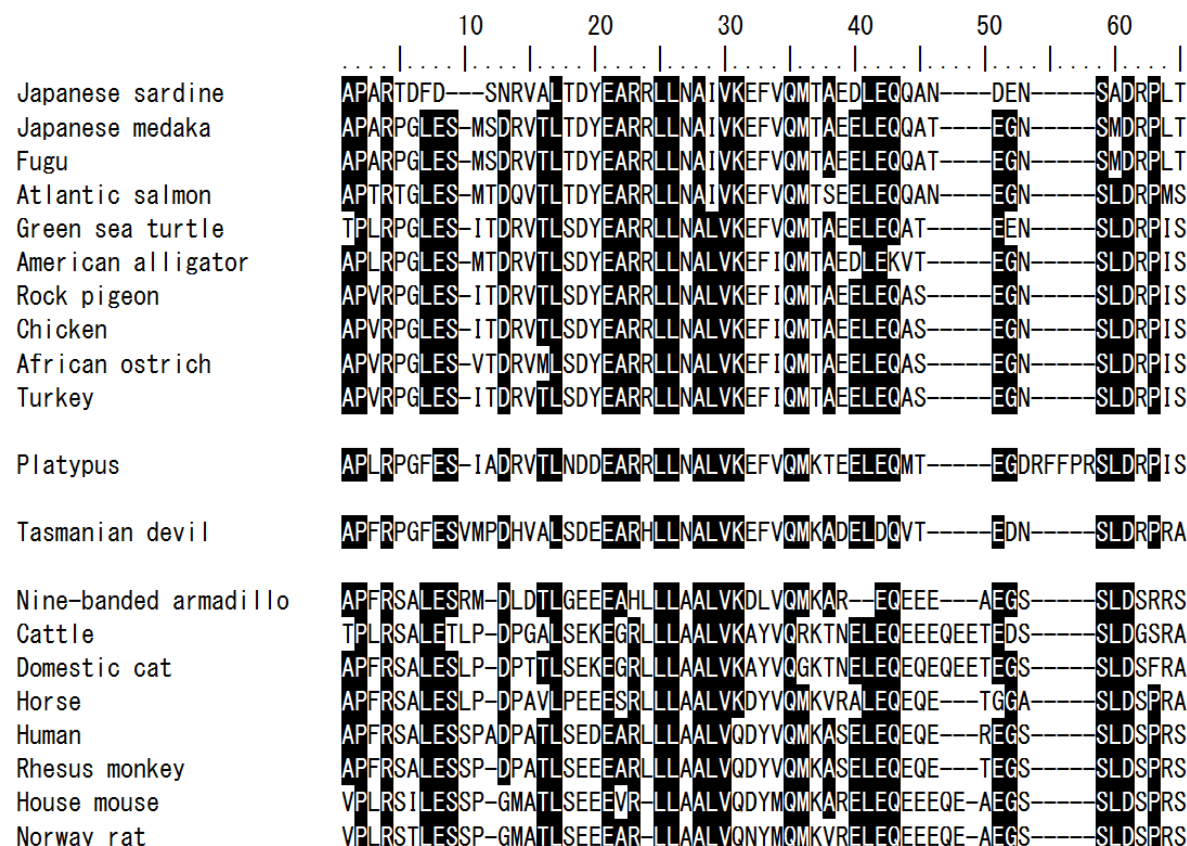 10 20 30 40 50 60
....|....|....|....|....|....|....|....|....|....|....|....|....|
Japanese sardine APARTDFD---SNRVALTDYEARRLLNAIVKEFVQMTAEDLEQQAN----DEN-----SADRPLT
Japanese medaka APARPGLES-MSDRVTLTDYEARRLLNAIVKEFVQMTAEELEQQAT----EGN-----SMDRPLT
Fugu APARPGLES-MSDRVTLTDYEARRLLNAIVKEFVQMTAEELEQQAT----EGN-----SMDRPLT
Atlantic salmon APTRTGLES-MTDQVTLTDYEARRLLNAIVKEFVQMTSEELEQQAN----EGN-----SLDRPMS
Green sea turtle TPLRPGLES-ITDRVTLSDYEARRLLNALVKEFVQMTAEELEQAT-----EEN-----SLDRPIS
American alligator APLRPGLES-MTDRVTLSDYEARRLLNALVKEFIQMTAEDLEKVT-----EGN-----SLDRPIS
Rock pigeon APVRPGLES-ITDRVTLSDYEARRLLNALVKEFIQMTAEELEQAS-----EGN-----SLDRPIS
Chicken APVRPGLES-ITDRVTLSDYEARRLLNALVKEFIQMTAEELEQAS-----EGN-----SLDRPIS
African ostrich APVRPGLES-VTDRVMLSDYEARRLLNALVKEFIQMTAEELEQAS-----EGN-----SLDRPIS
Turkey APVRPGLES-ITDRVTLSDYEARRLLNALVKEFIQMTAEELEQAS-----EGN-----SLDRPIS
Platypus APLRPGFES-IADRVTLNDDEARRLLNALVKEFVQMKTEELEQMT-----EGDRFFPRSLDRPIS
Tasmanian devil APFRPGFESVMPDHVALSDEEARHLLNALVKEFVQMKADELDQVT-----EDN-----SLDRPRA
Nine-banded armadillo APFRSALESRM-DLDTLGEEEAHLLLAALVKDLVQMKAR--EQEEE---AEGS-----SLDSRRS
Cattle TPLRSALETLP-DPGALSEKEGRLLLAALVKAYVQRKTNELEQEEEQEETEDS-----SLDGSRA
Domestic cat APFRSALESLP-DPTTLSEKEGRLLLAALVKAYVQGKTNELEQEQEQEETEGS-----SLDSFRA
Horse APFRSALESLP-DPAVLPEEESRLLLAALVKDYVQMKVRALEQEQE---TGGA-----SLDSPRA
Human APFRSALESSPADPATLSEDEARLLLAALVQDYVQMKASELEQEQE---REGS-----SLDSPRS
Rhesus monkey APFRSALESSP-DPATLSEEEARLLLAALVQDYVQMKASELEQEQE---TEGS-----SLDSPRS
House mouse VPLRSILESSP-GMATLSEEEVR-LLAALVQDYMQMKARELEQEEEQE-AEGS-----SLDSPRS
Norway rat VPLRSTLESSP-GMATLSEEEAR-LLAALVQNYMQMKVRELEQEEEQE-AEGS-----SLDSPRS